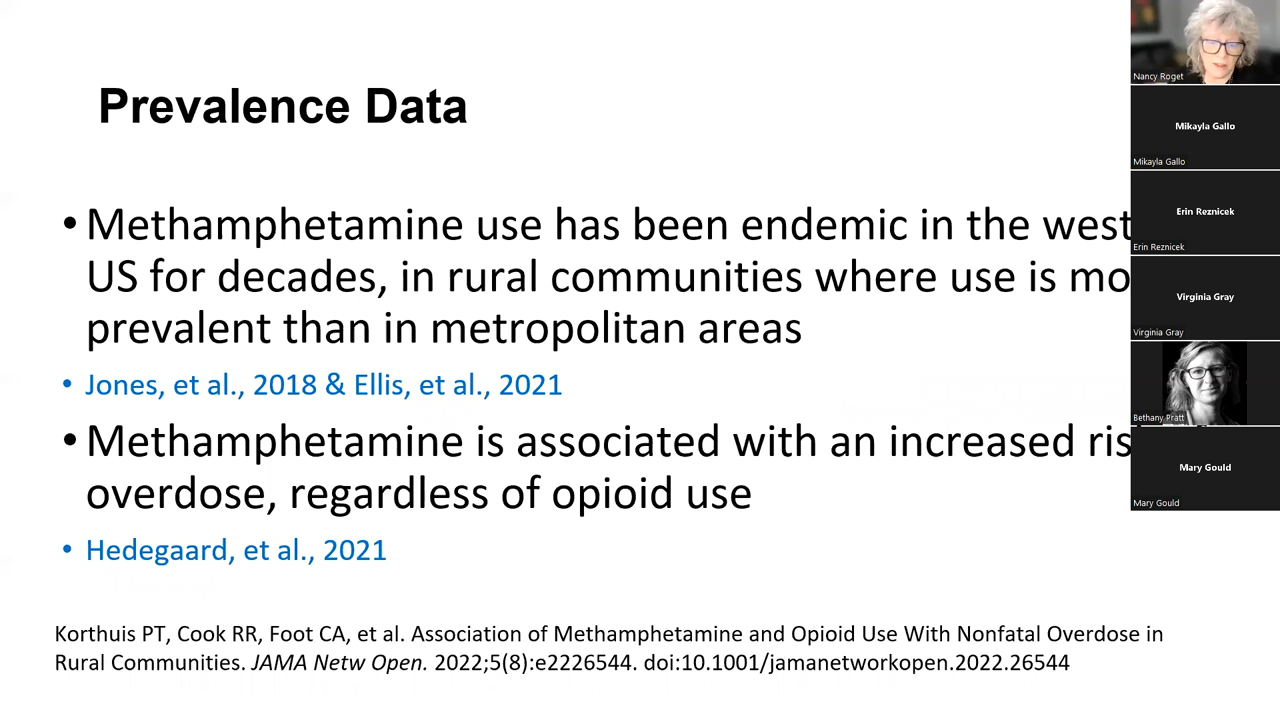 Prevalence Data
• Methamphetamine use has been endemic in the west
US for decades, in rural communities where use is mo
prevalent than in metropolitan areas
• Jones, et al., 2018 & Ellis, et al., 2021
• Methamphetamine is associated with an increased ris
overdose, regardless of opioid use
• Hedegaard, et al., 2021
Korthuis PT, Cook RR, Foot CA, et al. Association of Methamphetamine and Opioid Use With Nonfatal Overdose in
Rural Communities. JAMA Netw Open. 2022;5(8):e2226544. doi:10.1001/jamanetworkopen.2022.26544
Nancy Roget
Mikayla Gallo
Mikayla Gallo
Erin Reznicek
Erin Reznicek
Virginia Gray
Virginia Gray
Bethany Pratt
Mary Gould
Mary Gould